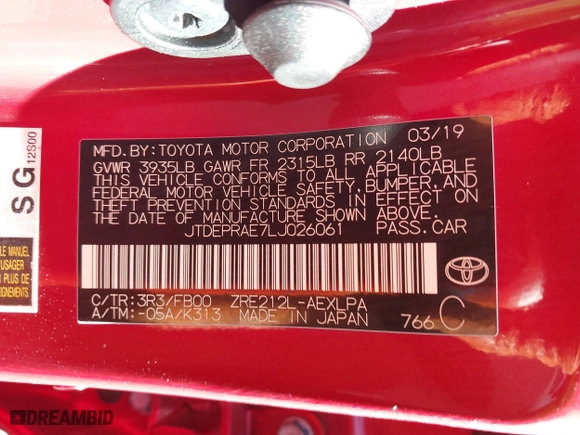 MFD.BY:TOYOTA MOTOR CORPORATION 03/19
GVWR 3935LB GAWR FR 2315LB RR 2140LB
THIS VEHICLE CONFORMS TO ALL APPLICABLE
FEDERAL MOTOR VEHICLE SAFETY,BUMPER,AND
THEFT PREVENTION STANDARDS IN EFFECT ON
THE DATE OF MANUFACTURE SHOWN ABOVE.
JTDEPRAE7LJ026061 PASS.CAR
C/TR:3R3/FB00 ZRE212L-AEXLPA
A/TM:-05A/K313 MADE IN JAPAN 766 C
SG
12S00
USAGER
DREAMBID